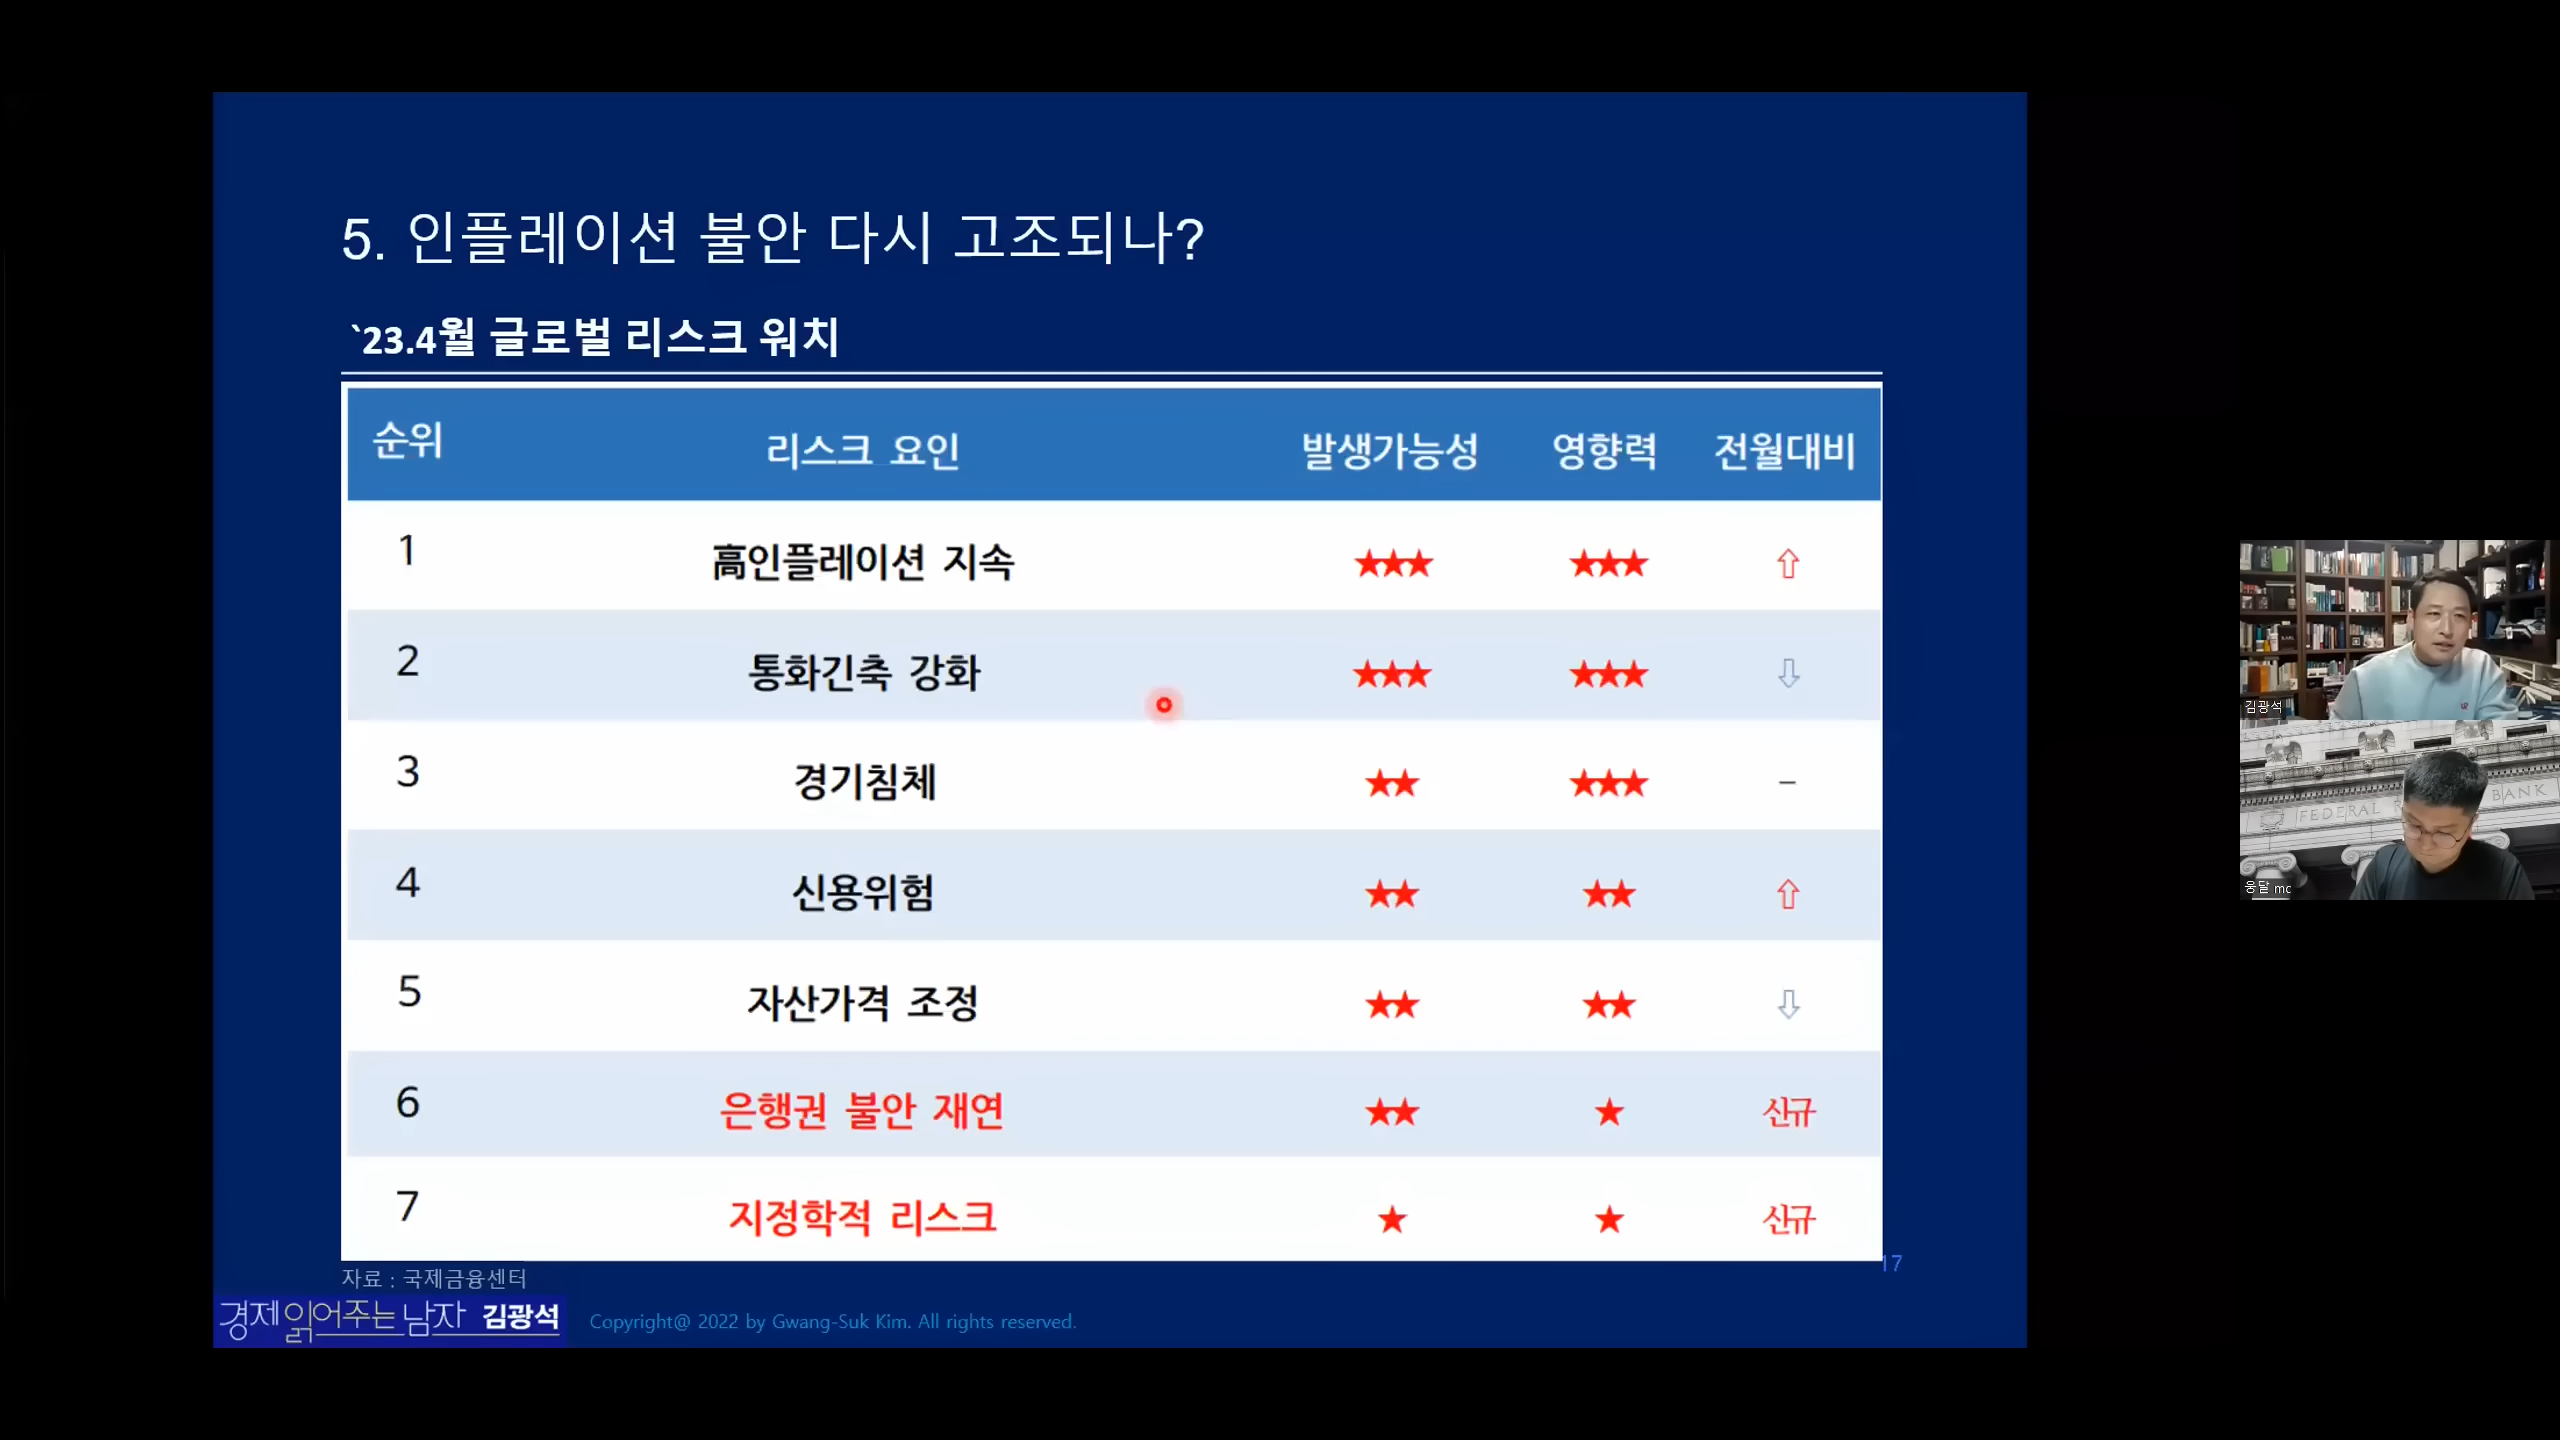 5. 인플레이션 불안 다시 고조되나?
`23.4월 글로벌 리스크 워치
순위 리스크 요인 발생가능성 영향력 전월대비
1 高인플레이션 지속 ★★★ ★★★ ⇧
2 통화긴축 강화 ★★★ ★★★ ⇩
3 경기침체 ★★ ★★★ –
4 신용위험 ★★ ★★ ⇧
5 자산가격 조정 ★★ ★★ ⇩
6 은행권 불안 재연 ★★ ★ 신규
7 지정학적 리스크 ★ ★ 신규
자료 : 국제금융센터
17
경제 읽어주는 남자 김광석
Copyright@ 2022 by Gwang-Suk Kim. All rights reserved.
김광석
FEDERAL BANK
웅달 mc